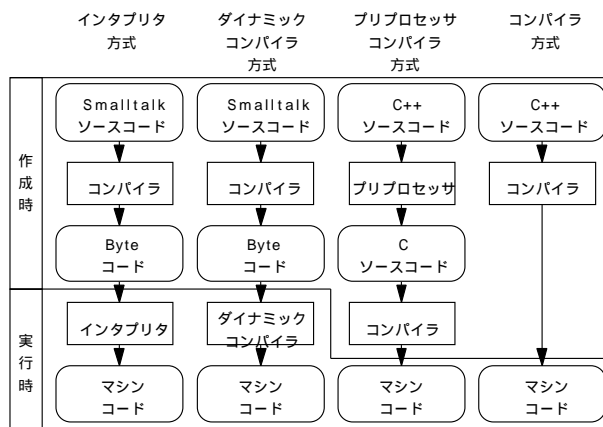 インタプリタ
方式
ダイナミック
コンパイラ
方式
プリプロセッサ
コンパイラ
方式
コンパイラ
方式
作成時
Smalltalk
ソースコード
Smalltalk
ソースコード
C++
ソースコード
C++
ソースコード
コンパイラ
コンパイラ
プリプロセッサ
コンパイラ
Byte
コード
Byte
コード
C
ソースコード
実行時
インタプリタ
ダイナミック
コンパイラ
コンパイラ
マシン
コード
マシン
コード
マシン
コード
マシン
コード